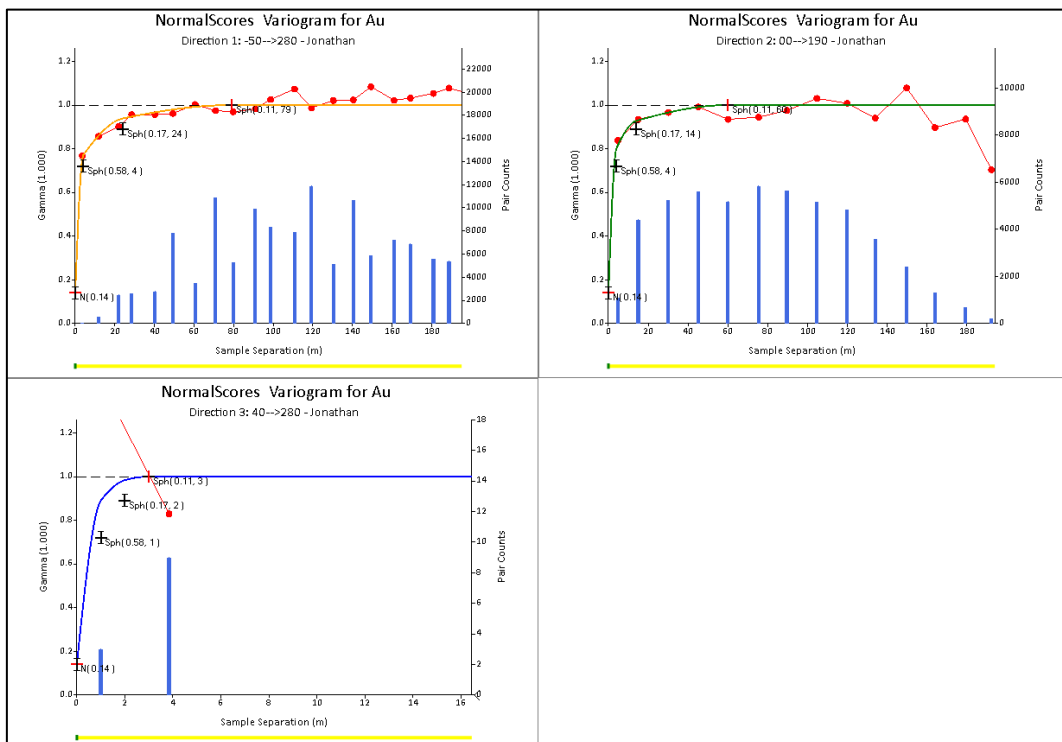 NormalScores Variogram for Au
Direction 1: -50-->280 - Jonathan
1.2
1.0
0.8
0.6
0.4
0.2
0.0
Gamma (1.000)
Sph( 0.11, 79 )
Sph( 0.17, 24 )
Sph( 0.58, 4 )
N( 0.14 )
22000
20000
18000
16000
14000
12000
10000
8000
6000
4000
2000
0
Pair Counts
0 20 40 60 80 100 120 140 160 180
Sample Separation (m)
NormalScores Variogram for Au
Direction 2: 00-->190 - Jonathan
1.2
1.0
0.8
0.6
0.4
0.2
0.0
Gamma (1.000)
Sph( 0.11, 60 )
Sph( 0.17, 14 )
Sph( 0.58, 4 )
N( 0.14 )
10000
8000
6000
4000
2000
0
Pair Counts
0 20 40 60 80 100 120 140 160 180
Sample Separation (m)
NormalScores Variogram for Au
Direction 3: 40-->280 - Jonathan
1.2
1.0
0.8
0.6
0.4
0.2
0.0
Gamma (1.000)
Sph( 0.11, 3 )
Sph( 0.17, 2 )
Sph( 0.58, 1 )
N( 0.14 )
18
16
14
12
10
8
6
4
2
0
Pair Counts
0 2 4 6 8 10 12 14 16
Sample Separation (m)